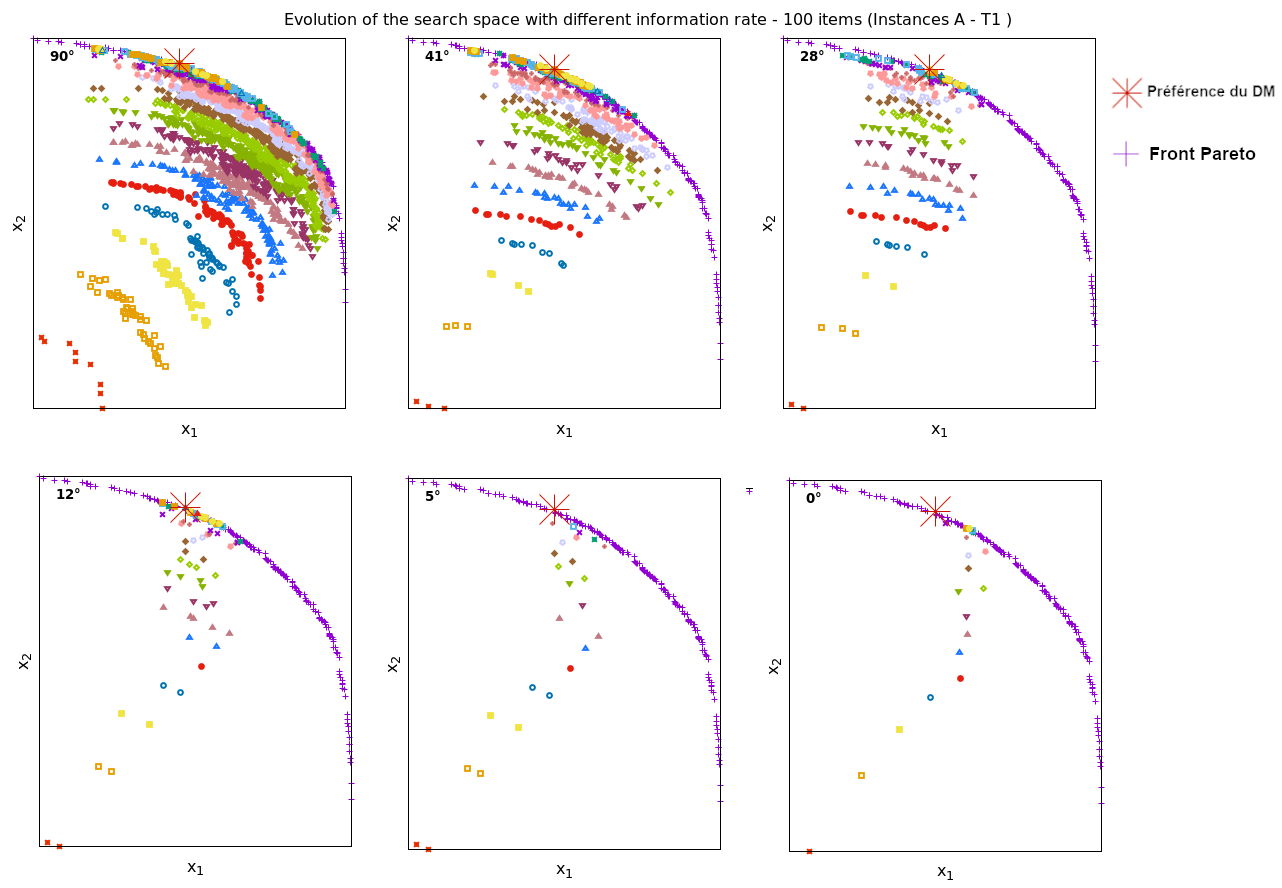 Evolution of the search space with different information rate - 100 items (Instances A - T1 )
90°
x2
x1
41°
x2
x1
28°
x2
x1
Préférence du DM
Front Pareto
12°
x2
x1
5°
x2
x1
0°
x2
x1